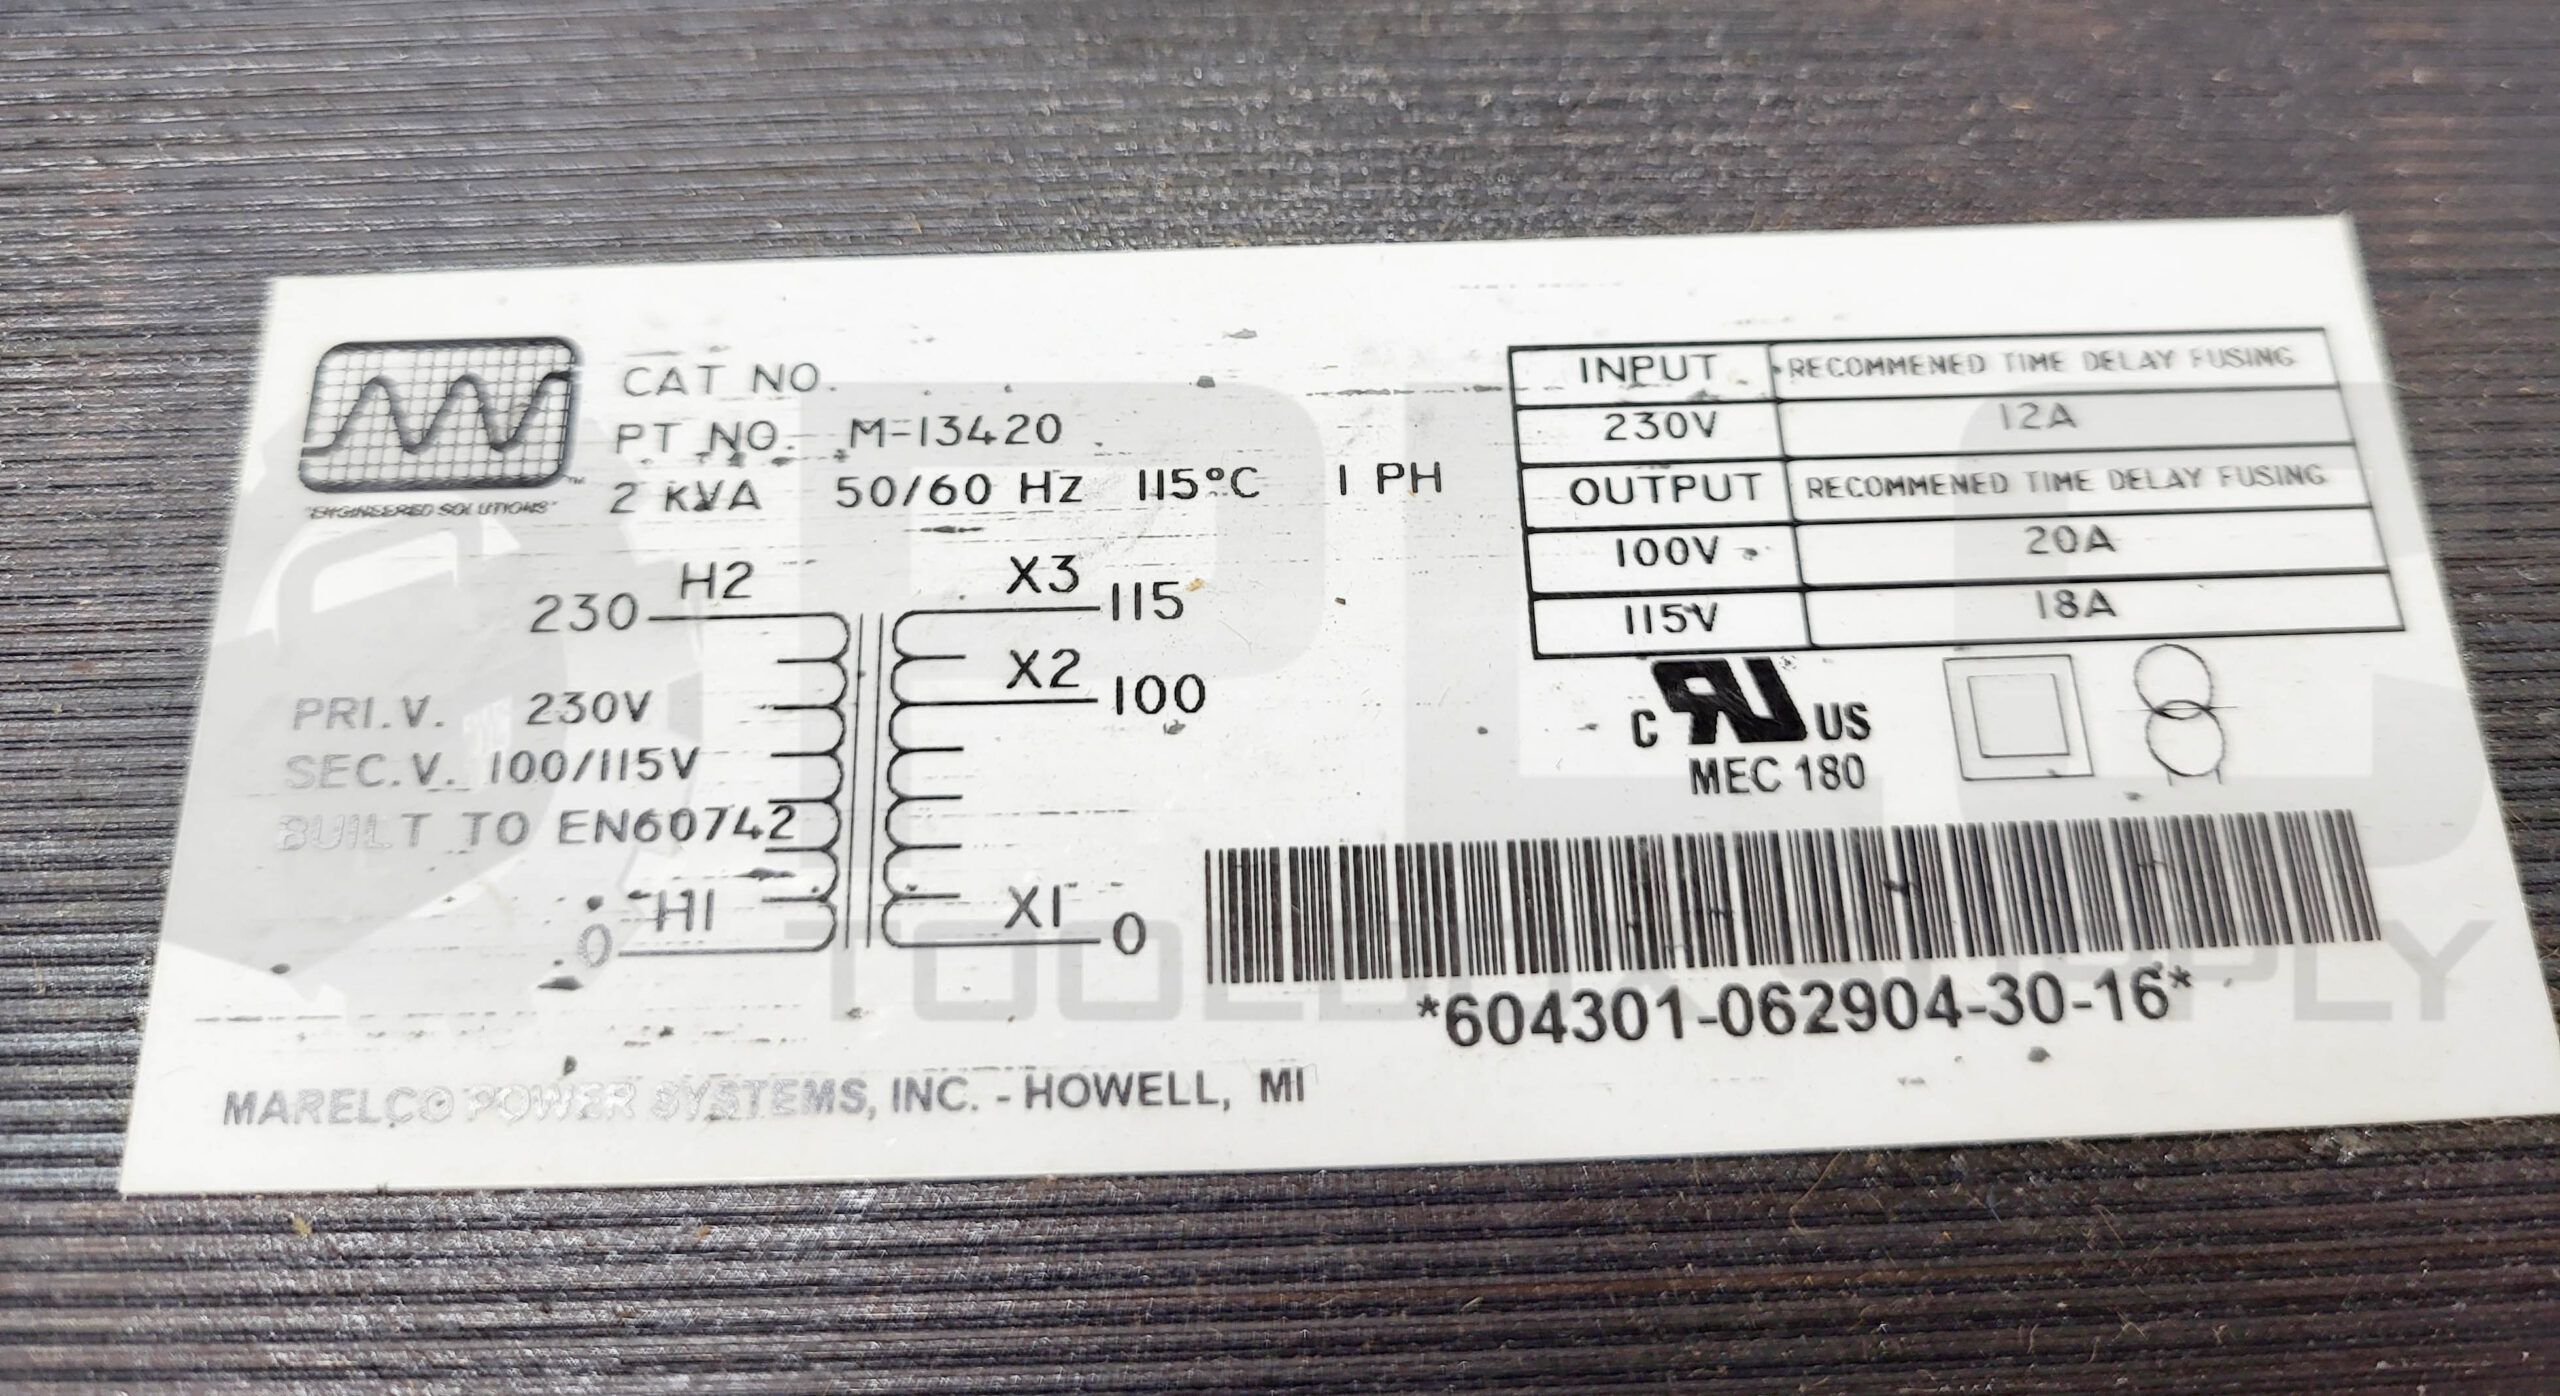 CAT NO.
PT NO. M-13420
2 KVA 50/60 Hz 115°C 1 PH
"ENGINEERED SOLUTIONS"
TM
INPUT RECOMMENED TIME DELAY FUSING
230V 12A
OUTPUT RECOMMENED TIME DELAY FUSING
100V 20A
115V 18A
230 H2 X3 115
X2 100
PRI.V. 230V
SEC.V. 100/115V
BUILT TO EN60742
0 H1 X1 0
C RU US
MEC 180
*604301-062904-30-16*
MARELCO POWER SYSTEMS, INC. - HOWELL, MI